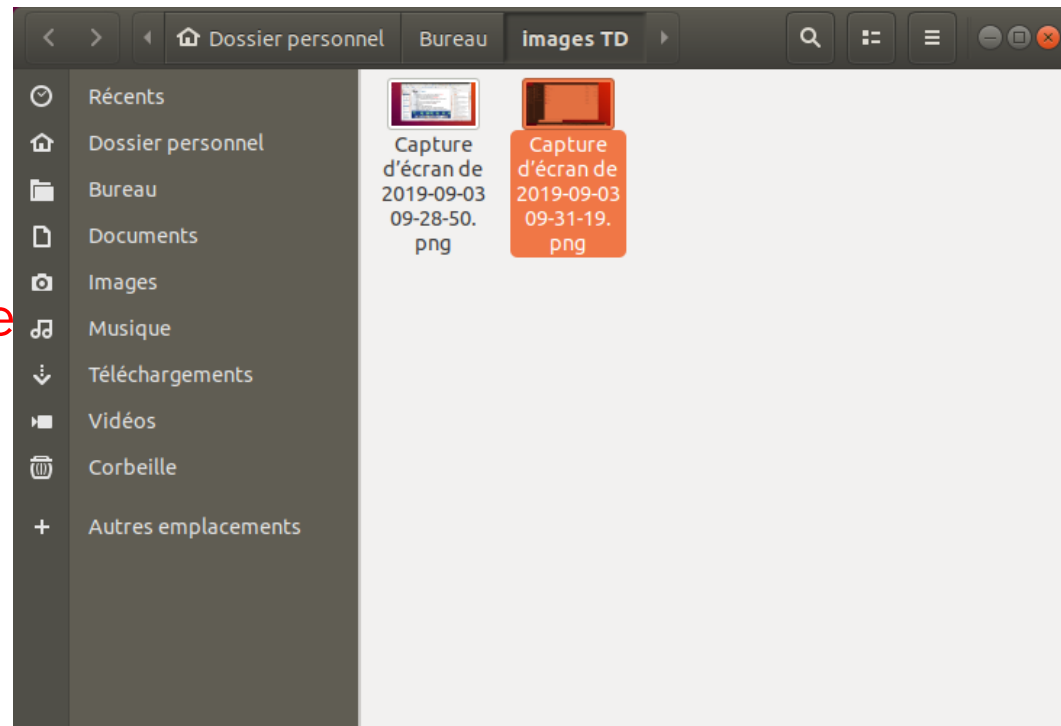 Dossier personnel Bureau images TD
Récents
Dossier personnel
Bureau
Documents
Images
Musique
Téléchargements
Vidéos
Corbeille
Autres emplacements
Capture
d'écran de
2019-09-03
09-28-50.
png
Capture
d'écran de
2019-09-03
09-31-19.
png
e